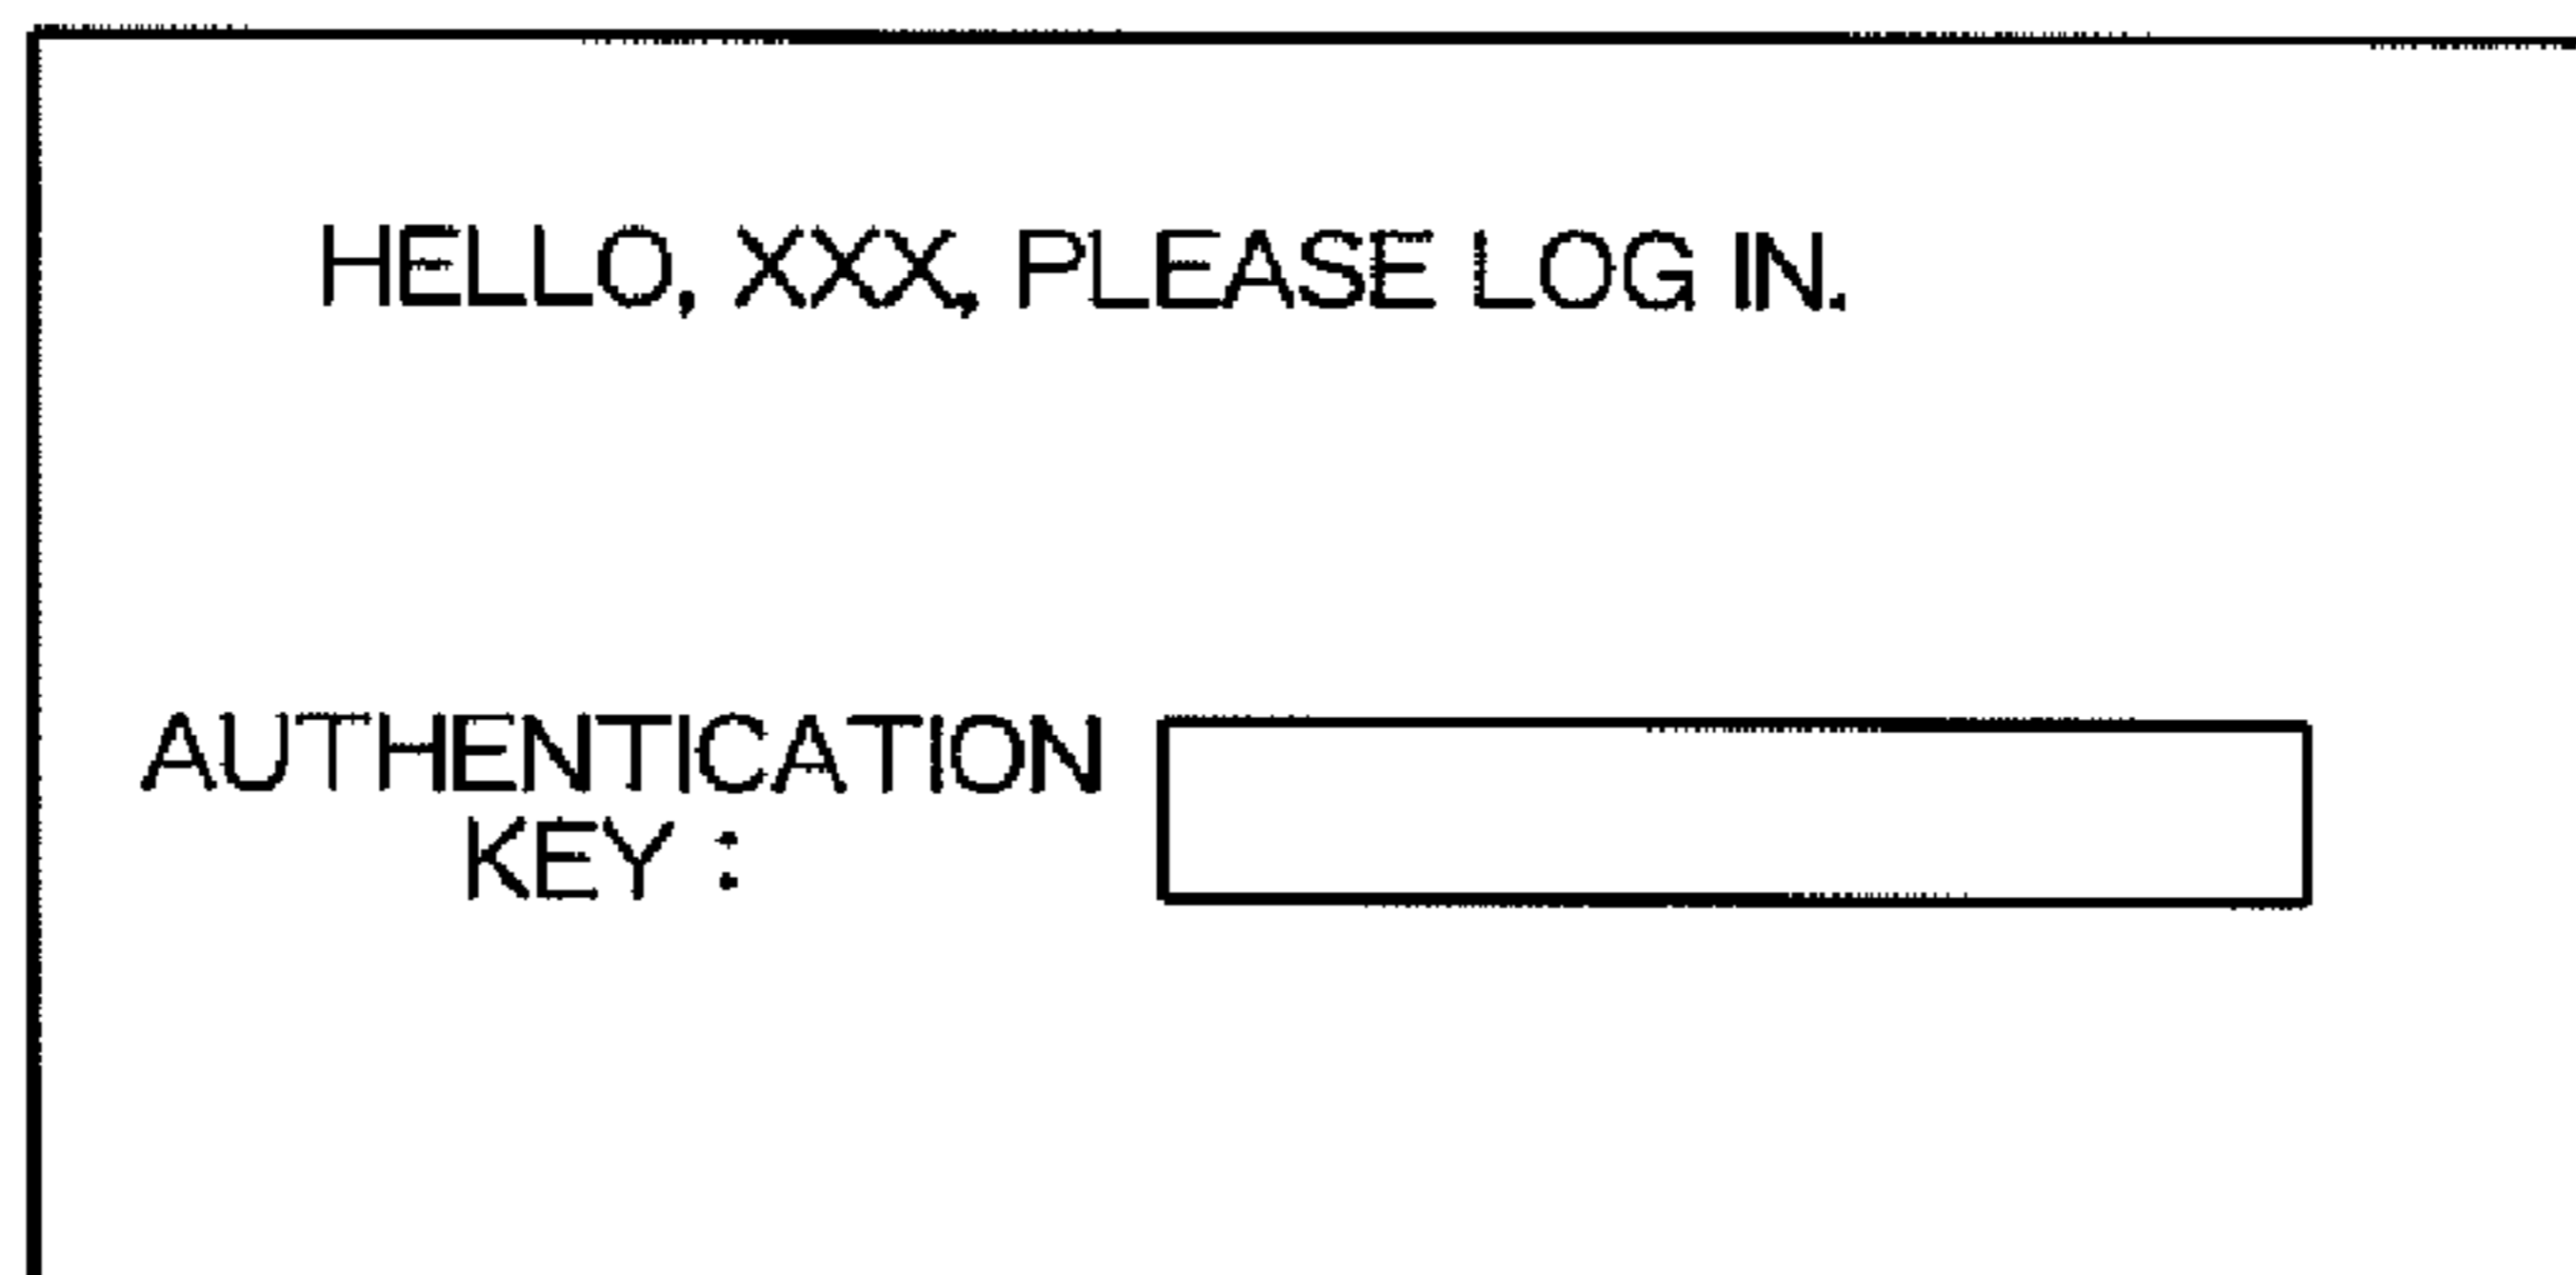 HELLO, XXX, PLEASE LOG IN.
AUTHENTICATION
KEY :